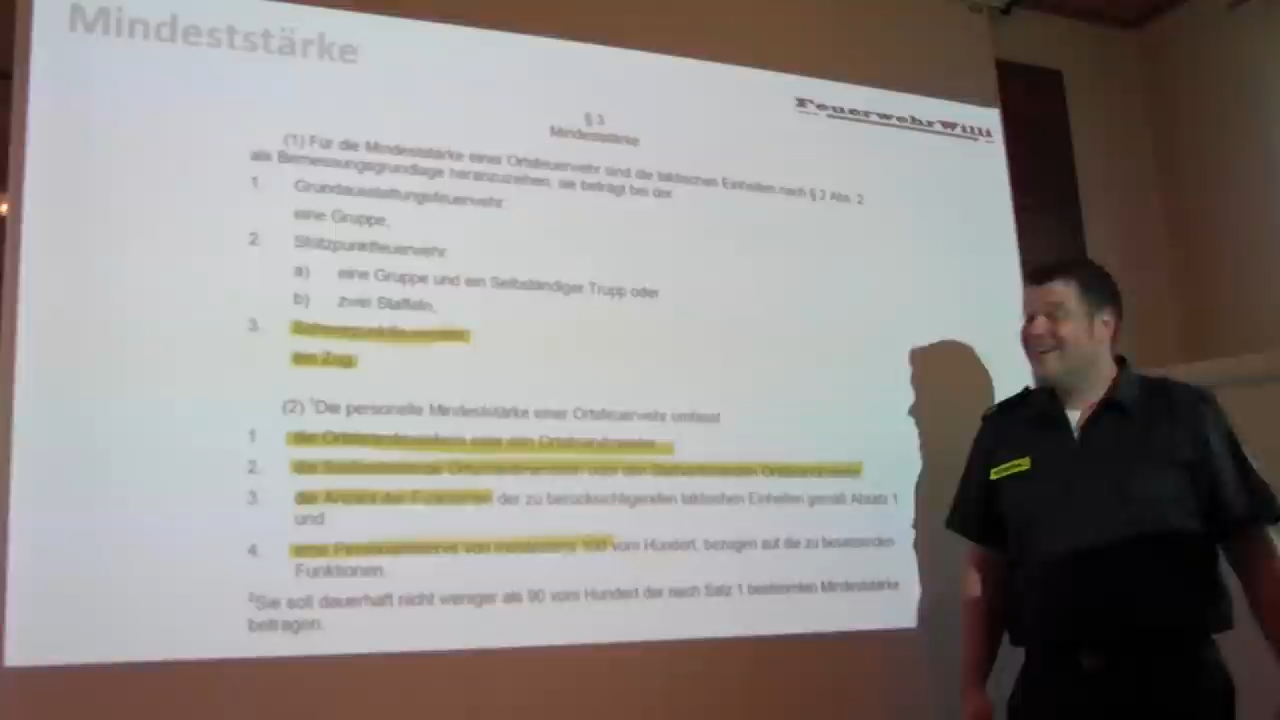 Mindeststärke
FeuerwehrWilli
§ 3
Mindeststärke
(1) Für die Mindeststärke einer Ortsfeuerwehr sind die taktischen Einheiten nach § 2 Abs. 2
als Bemessungsgrundlage heranzuziehen; sie beträgt bei der
1. Grundausstattungsfeuerwehr
eine Gruppe,
2. Stützpunktfeuerwehr
a) eine Gruppe und ein Selbständiger Trupp oder
b) zwei Staffeln,
3. Schwerpunktfeuerwehr
ein Zug.
(2) ¹Die personelle Mindeststärke einer Ortsfeuerwehr umfasst
1. die Ortsbrandmeisterin oder den Ortsbrandmeister,
2. die Stellvertretende Ortsbrandmeisterin oder den Stellvertretenden Ortsbrandmeister,
3. die Anzahl der Funktionen der zu berücksichtigenden taktischen Einheiten gemäß Absatz 1
und
4. eine Personalreserve von mindestens 100 vom Hundert, bezogen auf die zu besetzenden
Funktionen.
²Sie soll dauerhaft nicht weniger als 90 vom Hundert der nach Satz 1 bestimmten Mindeststärke
betragen.